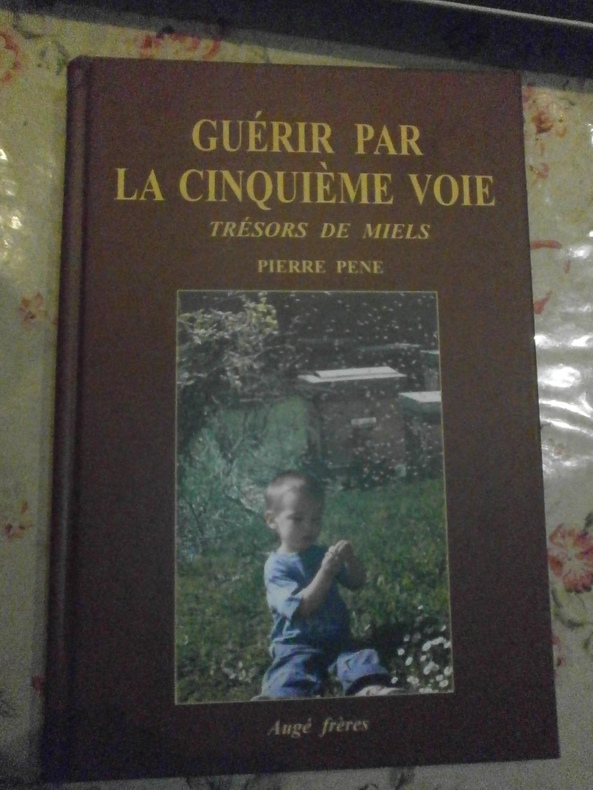 GUÉRIR PAR
LA CINQUIÈME VOIE
TRÉSORS DE MIELS
PIERRE PENE
Augé frères